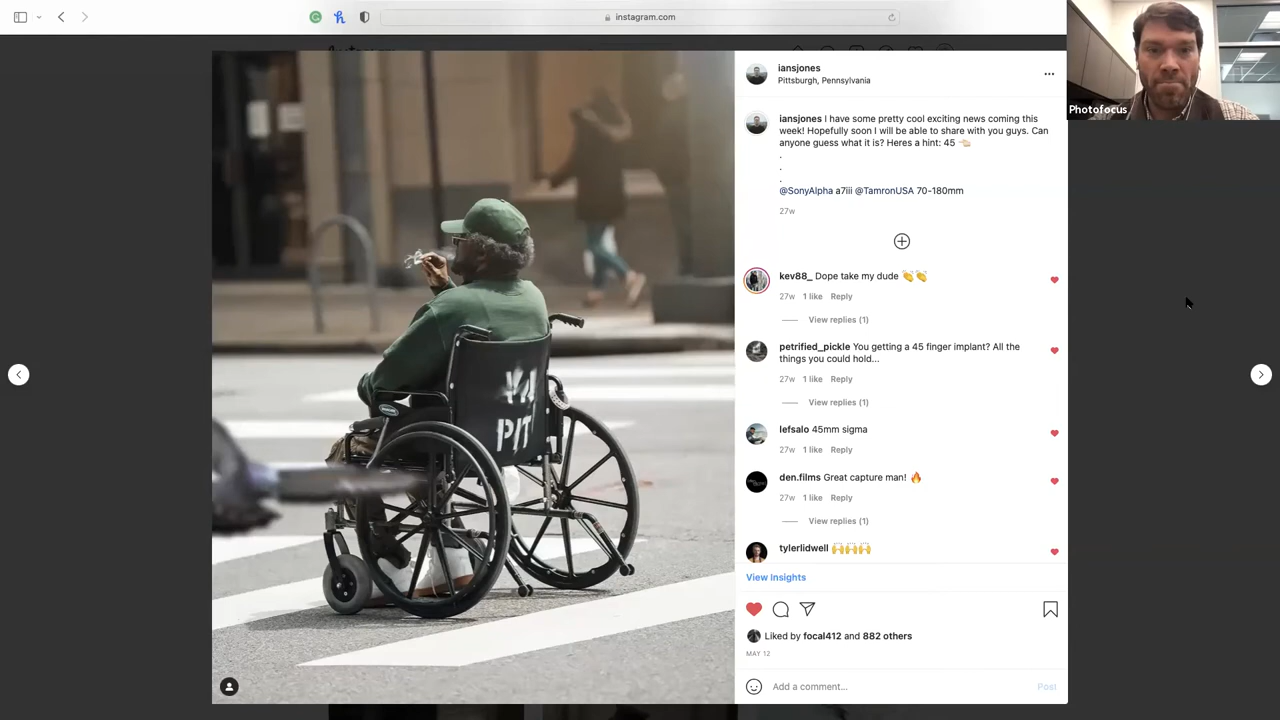 instagram.com
Photofocus
iansjones
Pittsburgh, Pennsylvania
iansjones I have some pretty cool exciting news coming this
week! Hopefully soon I will be able to share with you guys. Can
anyone guess what it is? Heres a hint: 45 👈🏻
.
.
.
@SonyAlpha a7iii @TamronUSA 70-180mm
27w
kev88_ Dope take my dude 👏👏
27w 1 like Reply
View replies (1)
petrified_pickle You getting a 45 finger implant? All the
things you could hold...
27w 1 like Reply
View replies (1)
lefsalo 45mm sigma
27w 1 like Reply
den.films Great capture man! 🔥
27w 1 like Reply
View replies (1)
tylerlidwell 🙌🙌🙌
View Insights
Liked by focal412 and 882 others
MAY 12
Add a comment...
Post
PIT